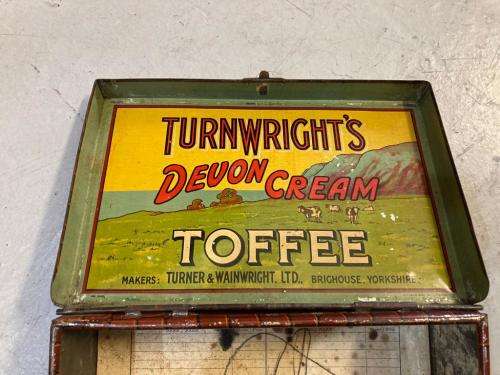 TURNWRIGHT'S
DEVON CREAM
TOFFEE
MAKERS: TURNER & WAINWRIGHT. LTD., BRIGHOUSE, YORKSHIRE.